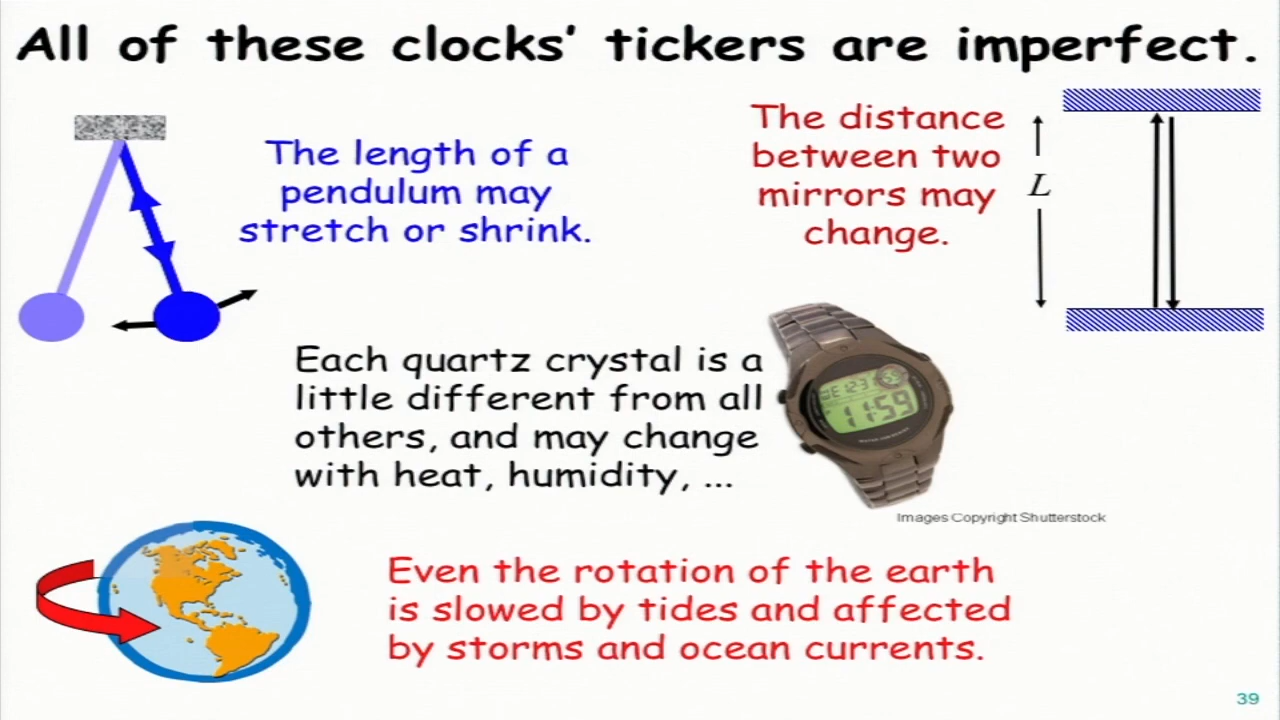 All of these clocks’ tickers are imperfect.
The length of a
pendulum may
stretch or shrink.
The distance
between two
mirrors may
change.
L
Each quartz crystal is a
little different from all
others, and may change
with heat, humidity, ...
11:59
Images Copyright Shutterstock
Even the rotation of the earth
is slowed by tides and affected
by storms and ocean currents.
39